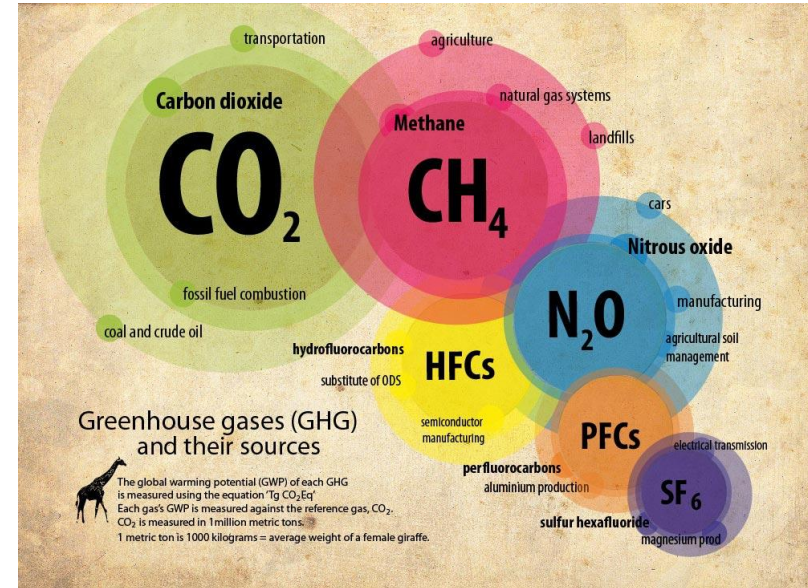 transportation
Carbon dioxide
CO₂
fossil fuel combustion
coal and crude oil
agriculture
natural gas systems
Methane
landfills
CH₄
cars
Nitrous oxide
N₂O
manufacturing
agricultural soil
management
hydrofluorocarbons
HFCs
substitute of ODS
semiconductor
manufacturing
PFCs
perfluorocarbons
aluminium production
electrical transmission
SF₆
sulfur hexafluoride
magnesium prod
Greenhouse gases (GHG)
and their sources
The global warming potential (GWP) of each GHG
is measured using the equation 'Tg CO₂Eq'
Each gas's GWP is measured against the reference gas, CO₂.
CO₂ is measured in 1million metric tons.
1 metric ton is 1000 kilograms = average weight of a female giraffe.